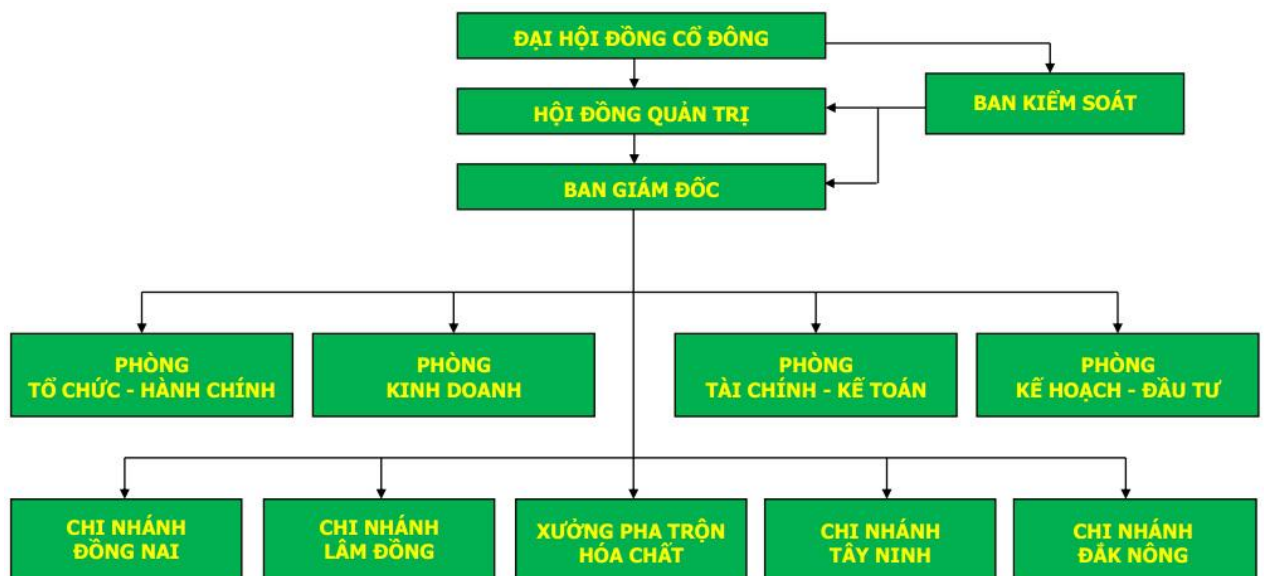 ĐẠI HỘI ĐỒNG CỔ ĐÔNG
BAN KIỂM SOÁT
HỘI ĐỒNG QUẢN TRỊ
BAN GIÁM ĐỐC
PHÒNG
TỔ CHỨC - HÀNH CHÍNH
PHÒNG
KINH DOANH
PHÒNG
TÀI CHÍNH - KẾ TOÁN
PHÒNG
KẾ HOẠCH - ĐẦU TƯ
CHI NHÁNH
ĐỒNG NAI
CHI NHÁNH
LÂM ĐỒNG
XƯỞNG PHA TRỘN
HÓA CHẤT
CHI NHÁNH
TÂY NINH
CHI NHÁNH
ĐẮK NÔNG